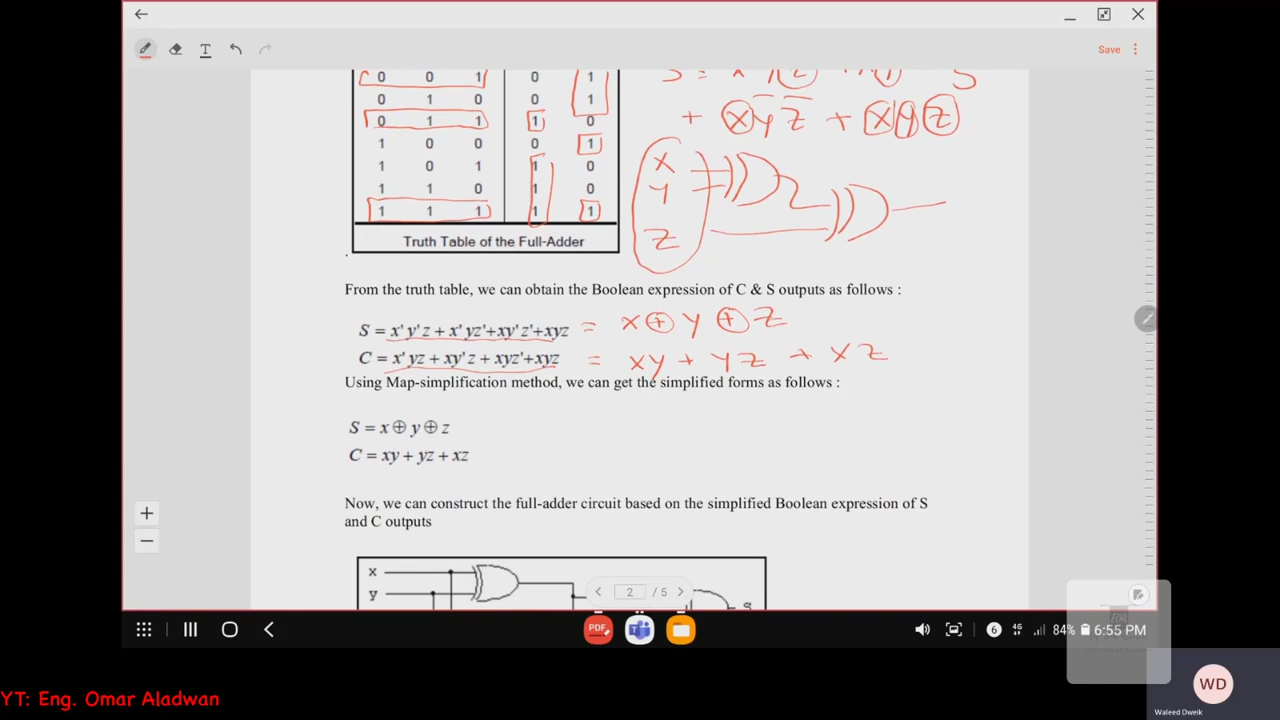 Save
0 0 1 0 1
0 1 0 0 1
0 1 1 1 0
+ x y̅ z̅ + x y z
1 0 0 0 1
x
1 0 1 1 0
1 1 0 1 0
y
1 1 1 1 1
z
Truth Table of the Full-Adder
From the truth table, we can obtain the Boolean expression of C & S outputs as follows :
S = x' y' z + x' yz'+xy' z'+xyz = x ⊕ y ⊕ z
C = x' yz + xy' z + xyz'+xyz = xy + yz + xz
Using Map-simplification method, we can get the simplified forms as follows :
S = x ⊕ y ⊕ z
C = xy + yz + xz
Now, we can construct the full-adder circuit based on the simplified Boolean expression of S
and C outputs
x
y
2 / 5
S
PDF
6 4G 84% 6:55 PM
WD
YT: Eng. Omar Aladwan
Waleed Dweik